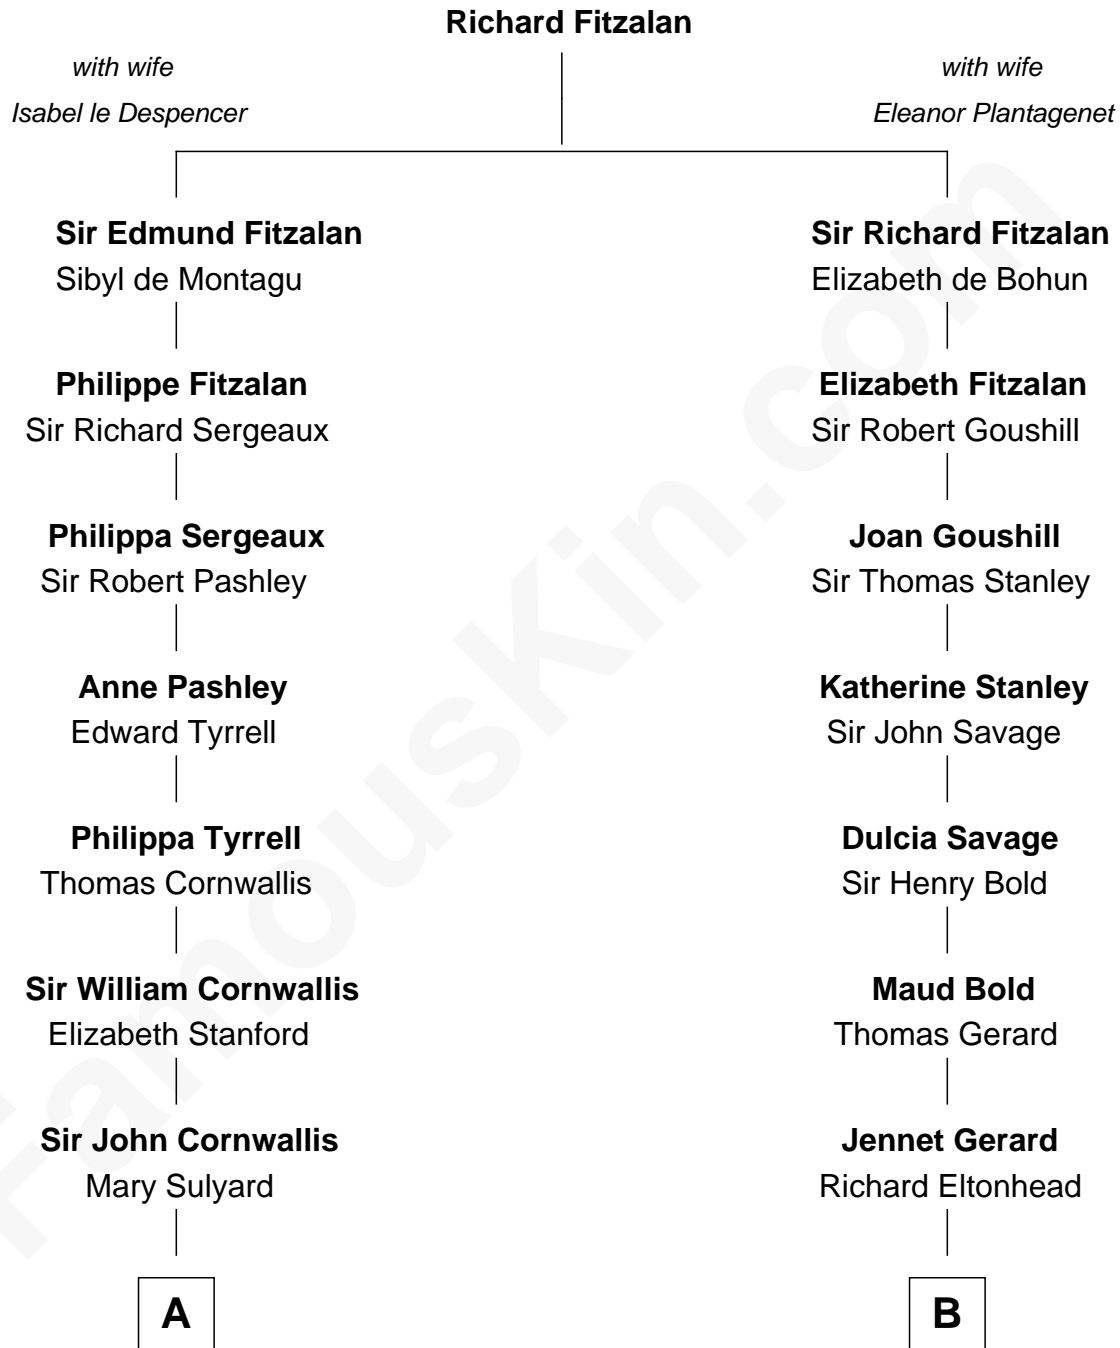 Richard Fitzalan
with wife
Isabel le Despencer
with wife
Eleanor Plantagenet
Sir Edmund Fitzalan
Sibyl de Montagu
Sir Richard Fitzalan
Elizabeth de Bohun
Philippe Fitzalan
Sir Richard Sergeaux
Elizabeth Fitzalan
Sir Robert Goushill
Philippa Sergeaux
Sir Robert Pashley
Joan Goushill
Sir Thomas Stanley
Anne Pashley
Edward Tyrrell
Katherine Stanley
Sir John Savage
Philippa Tyrrell
Thomas Cornwallis
Dulcia Savage
Sir Henry Bold
Sir William Cornwallis
Elizabeth Stanford
Maud Bold
Thomas Gerard
Sir John Cornwallis
Mary Sulyard
Jennet Gerard
Richard Eltonhead
A
B
FamousKin.com